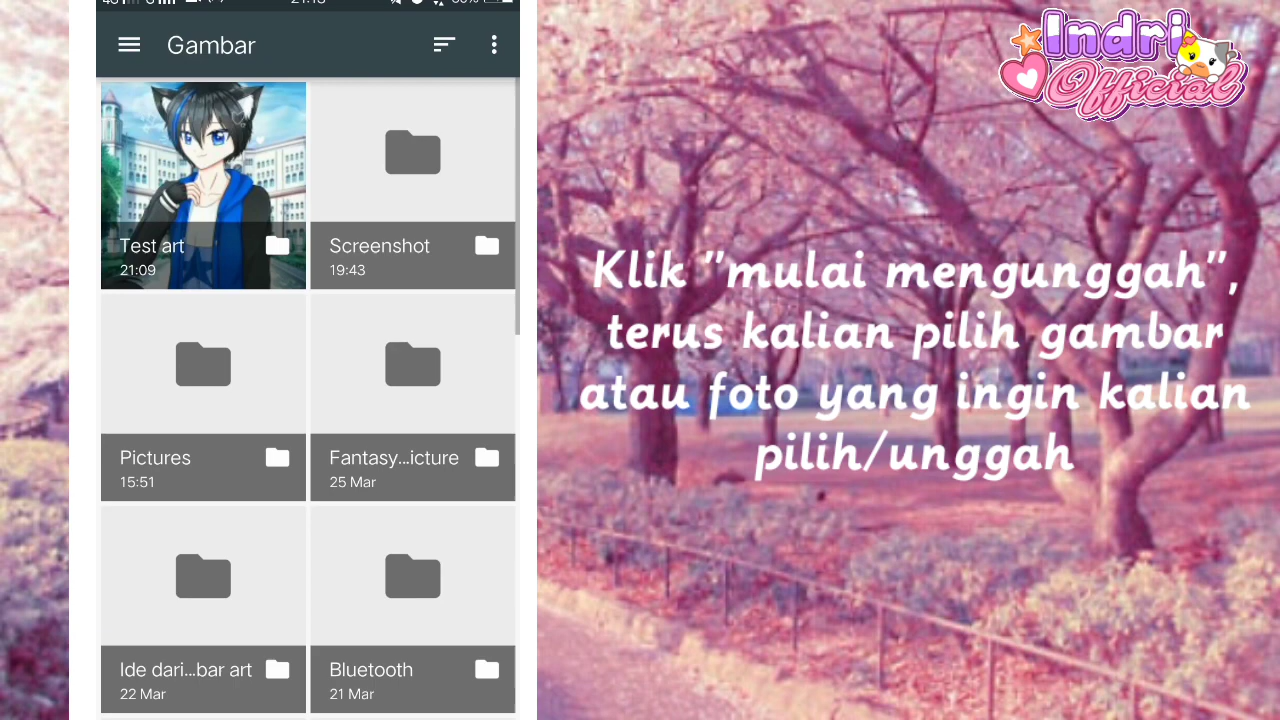 Gambar
Test art
21:09
Screenshot
19:43
Pictures
15:51
Fantasy...icture
25 Mar
Ide dari...bar art
22 Mar
Bluetooth
21 Mar
Indri
Official
Klik "mulai mengunggah",
terus kalian pilih gambar
atau foto yang ingin kalian
pilih/unggah